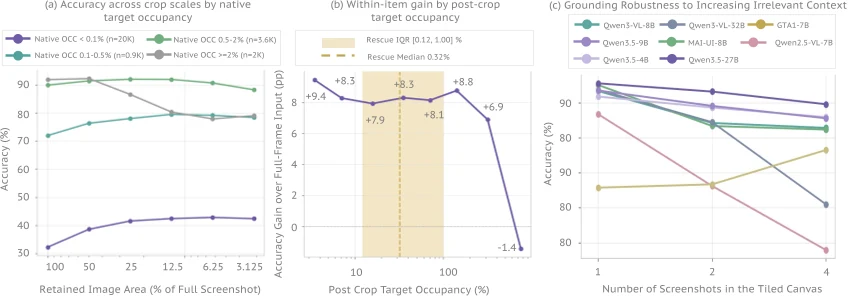 (a) Accuracy across crop scales by native
target occupancy
Native OCC < 0.1% (n=20K)
Native OCC 0.5-2% (n=3.6K)
Native OCC 0.1-0.5% (n=0.9K)
Native OCC >=2% (n=2K)
Accuracy (%)
90
80
70
60
50
40
30
100 50 25 12.5 6.25 3.125
Retained Image Area (% of Full Screenshot)
(b) Within-item gain by post-crop
target occupancy
Rescue IQR [0.12, 1.00] %
Rescue Median 0.32%
Accuracy Gain over Full-Frame Input (pp)
8
6
4
2
0
+9.4
+8.3
+7.9
+8.3
+8.1
+8.8
+6.9
-1.4
10 100
Post Crop Target Occupancy (%)
(c) Grounding Robustness to Increasing Irrelevant Context
Qwen3-VL-8B
Qwen3-VL-32B
GTA1-7B
Qwen3.5-9B
MAI-UI-8B
Qwen2.5-VL-7B
Qwen3.5-4B
Qwen3.5-27B
Accuracy (%)
90
80
90
80
80
1 2 4
Number of Screenshots in the Tiled Canvas